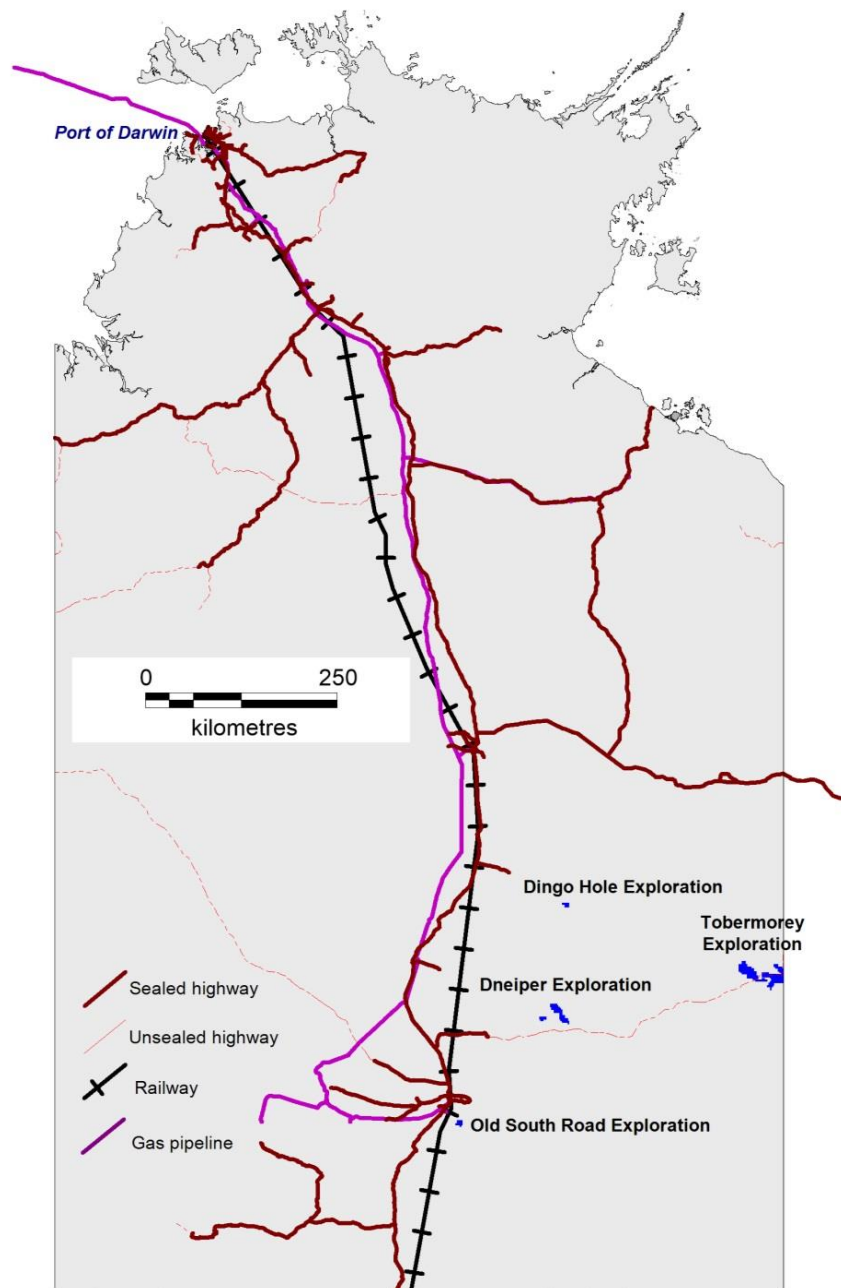 Port of Darwin
0 250
kilometres
Dingo Hole Exploration
Tobermorey
Exploration
Dneiper Exploration
Sealed highway
Unsealed highway
Railway
Gas pipeline
Old South Road Exploration